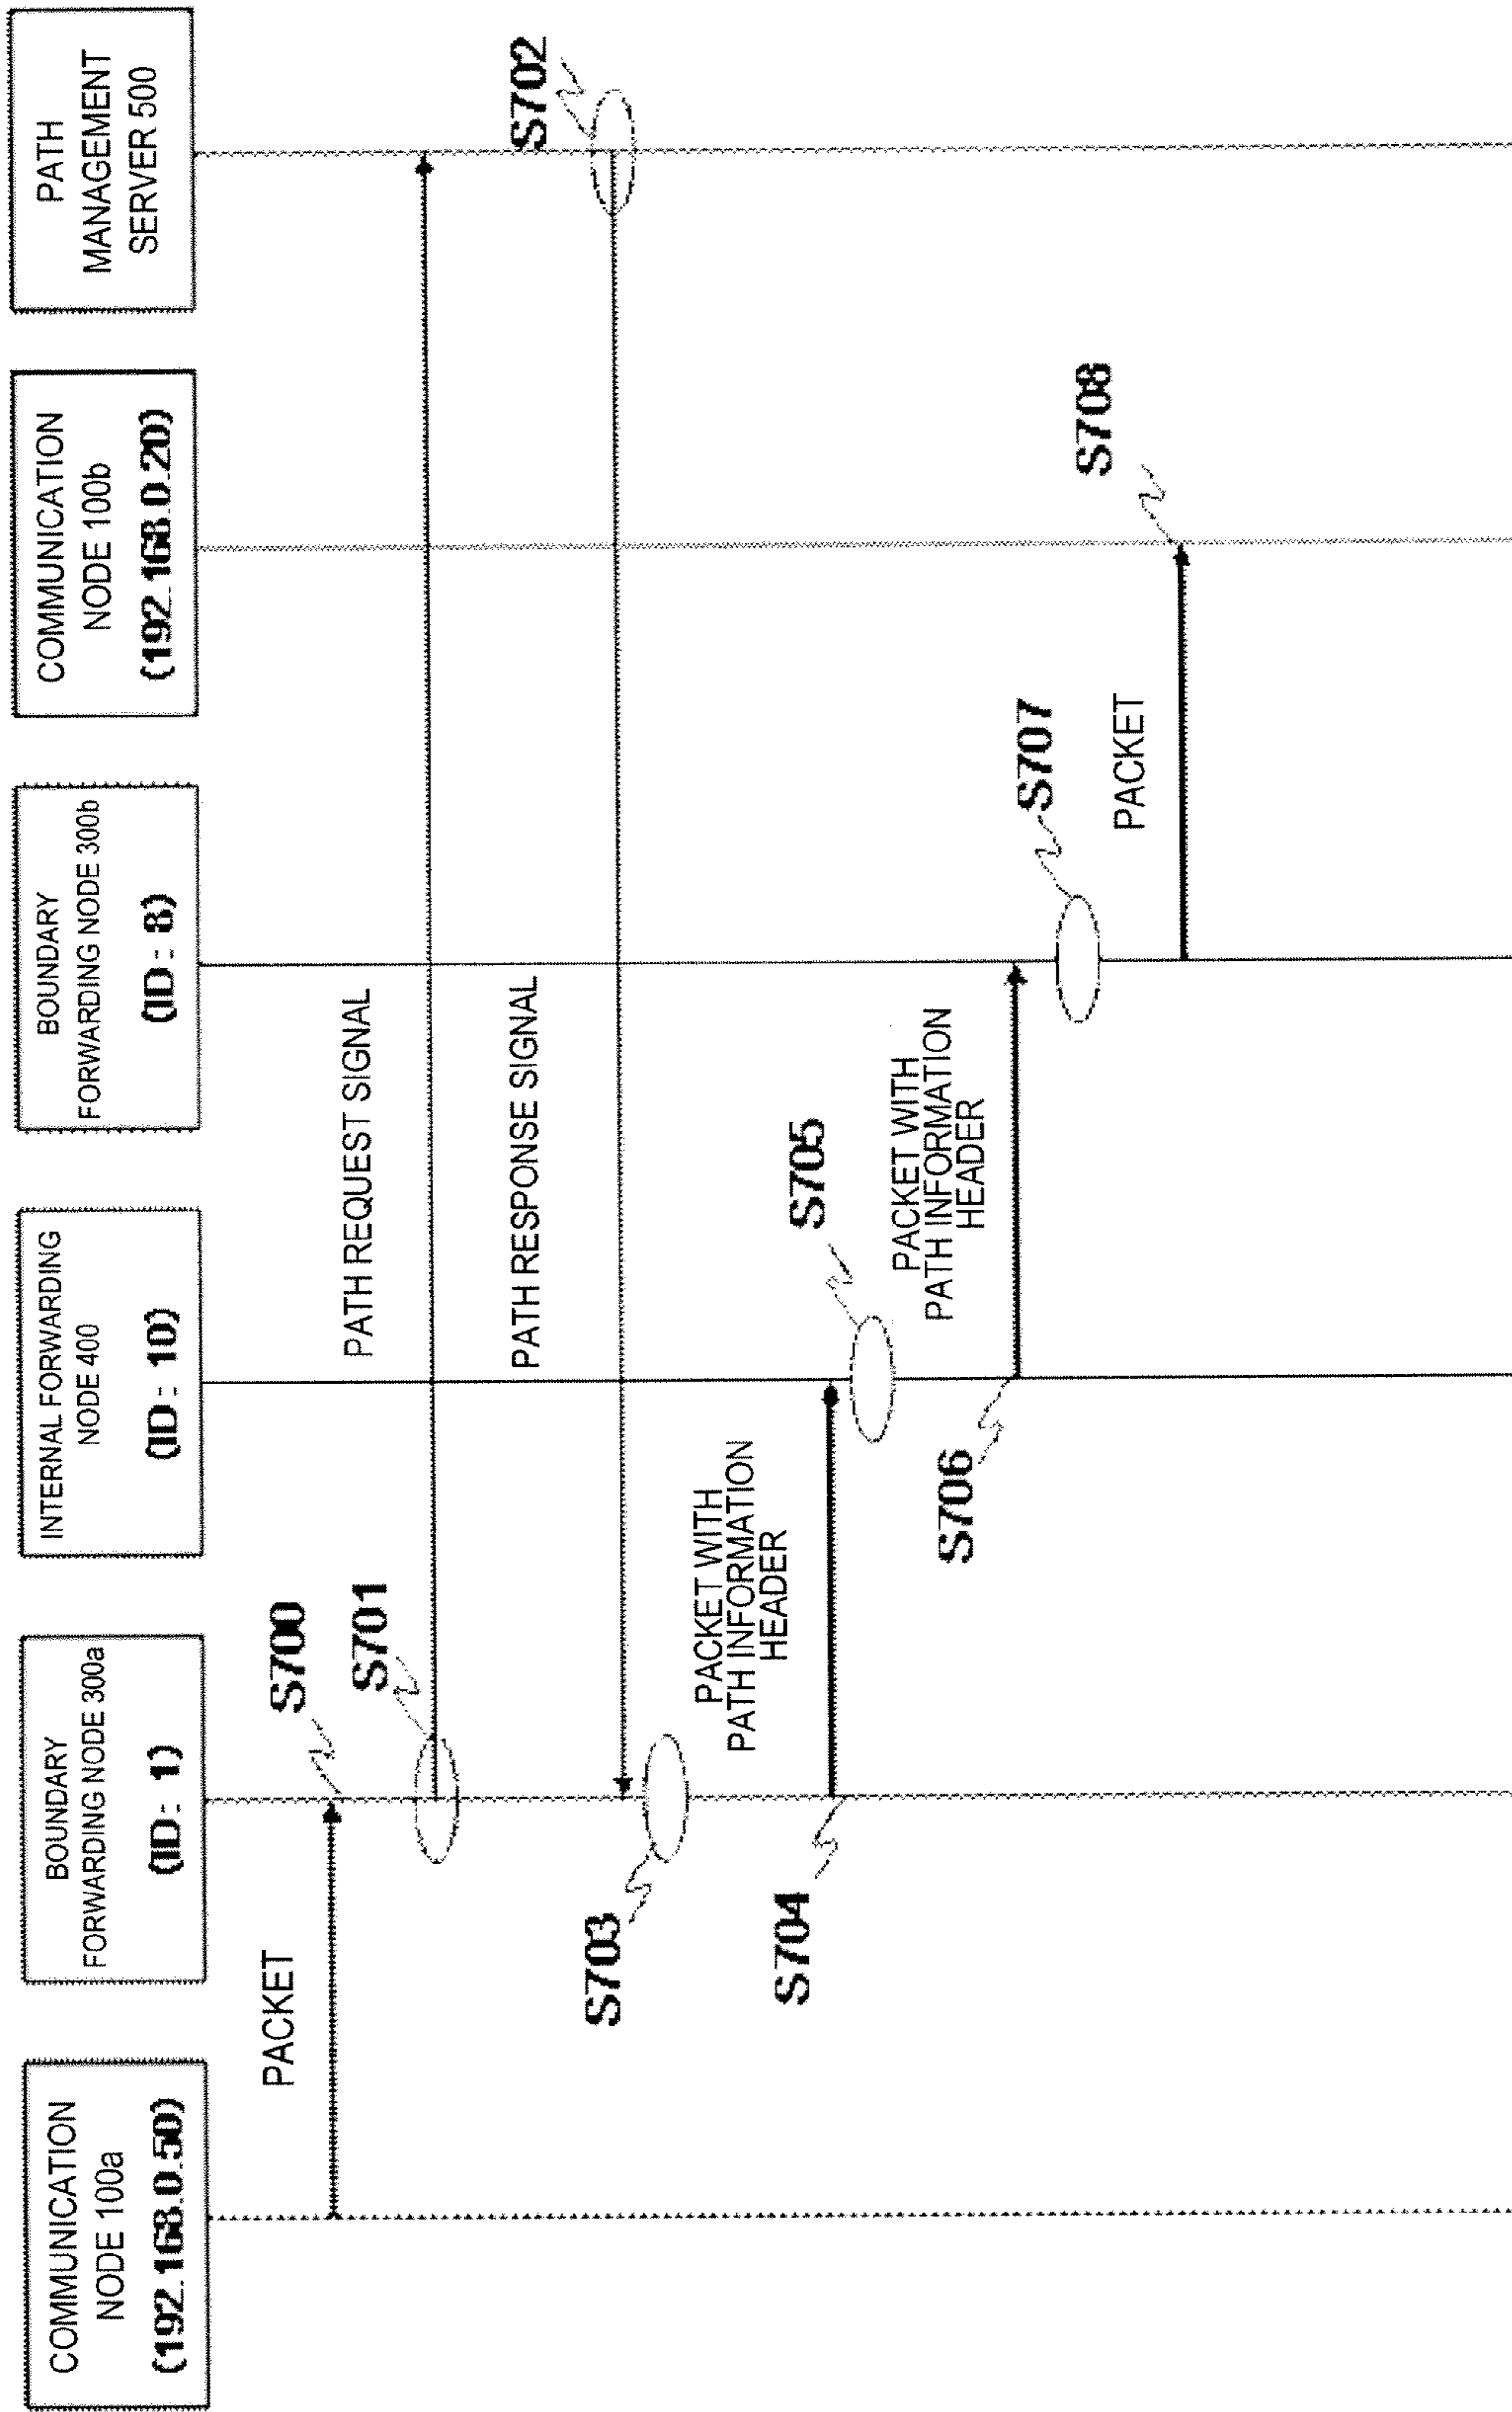 COMMUNICATION
NODE 100a
(192.168.0.50)
BOUNDARY
FORWARDING NODE 300a
(ID: 1)
INTERNAL FORWARDING
NODE 400
(ID: 10)
BOUNDARY
FORWARDING NODE 300b
(ID: 8)
COMMUNICATION
NODE 100b
(192.168.0.20)
PATH
MANAGEMENT
SERVER 500
PACKET
S700
S701
PATH REQUEST SIGNAL
PATH RESPONSE SIGNAL
S702
S703
PACKET WITH
PATH INFORMATION
HEADER
S704
S705
PACKET WITH
PATH INFORMATION
HEADER
S706
S707
PACKET
S708